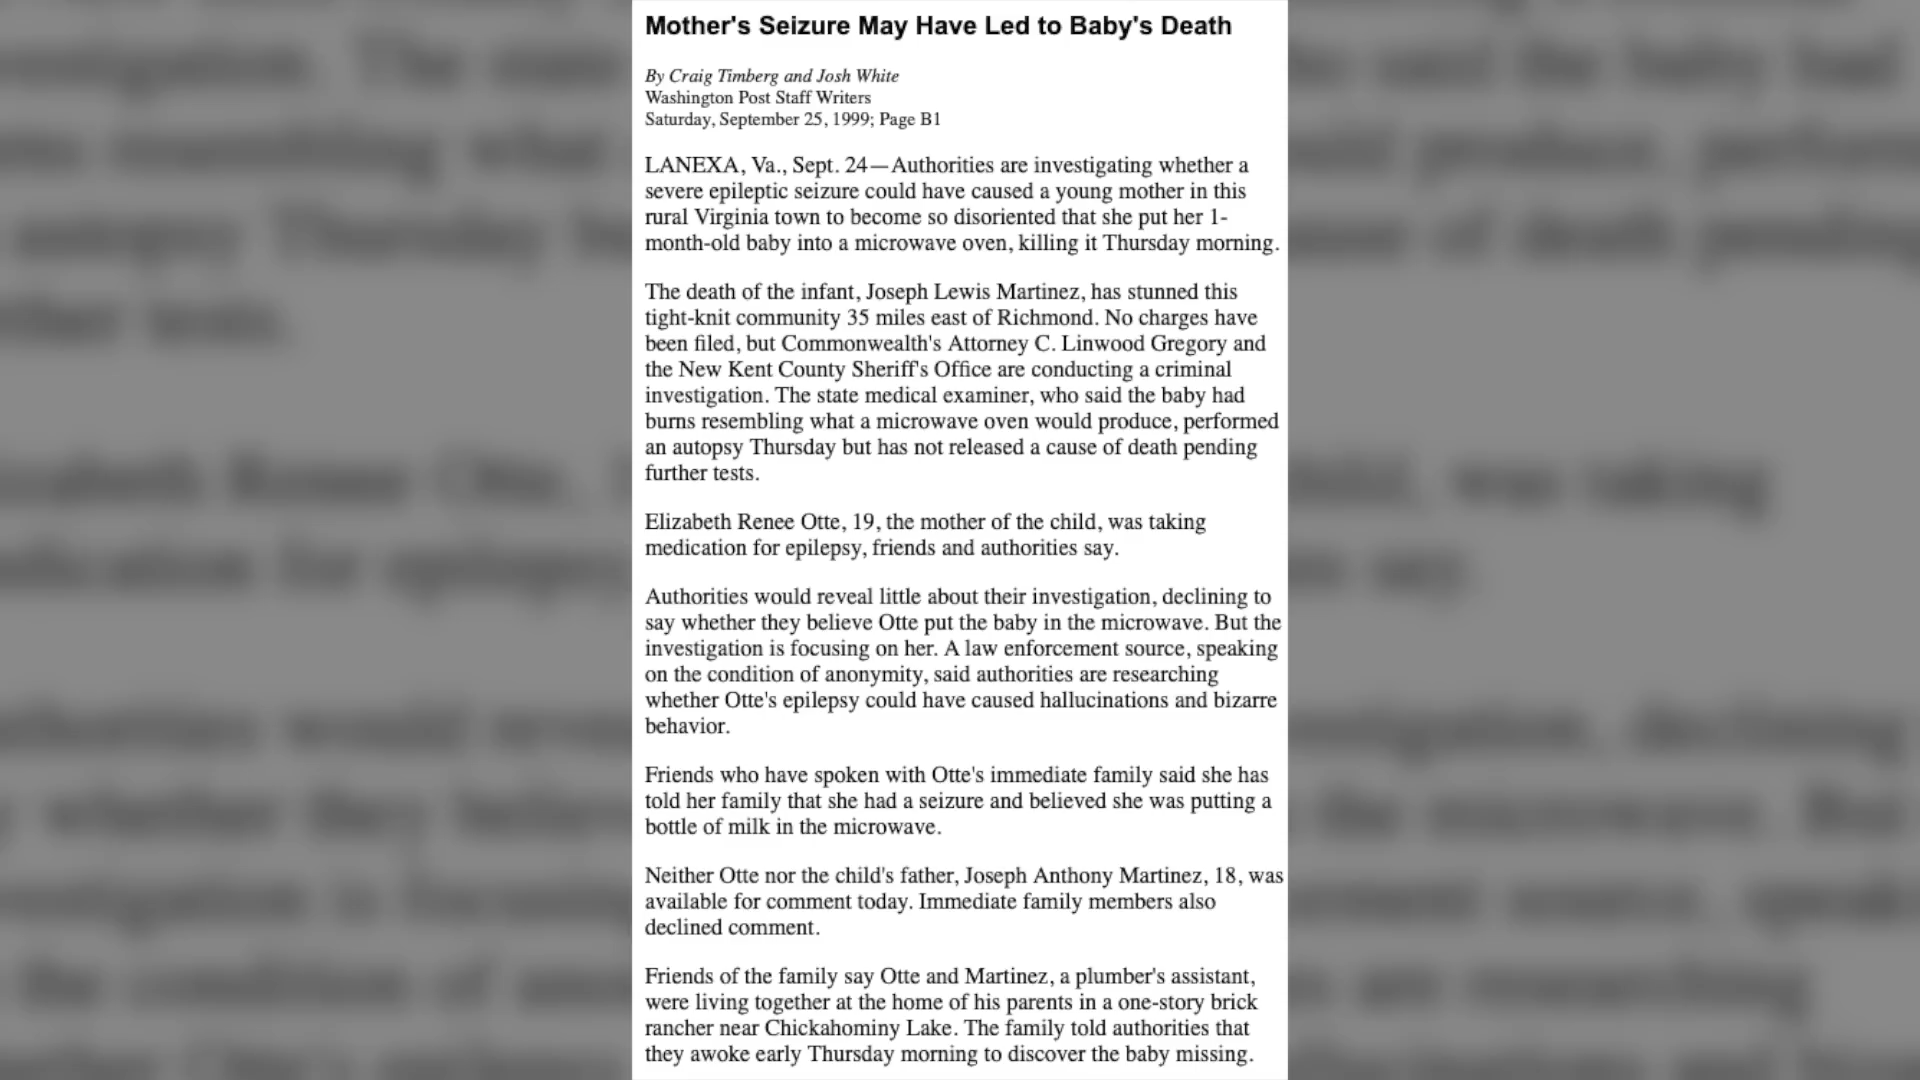 Mother's Seizure May Have Led to Baby's Death
By Craig Timberg and Josh White
Washington Post Staff Writers
Saturday, September 25, 1999; Page B1
LANEXA, Va., Sept. 24—Authorities are investigating whether a
severe epileptic seizure could have caused a young mother in this
rural Virginia town to become so disoriented that she put her 1-
month-old baby into a microwave oven, killing it Thursday morning.
The death of the infant, Joseph Lewis Martinez, has stunned this
tight-knit community 35 miles east of Richmond. No charges have
been filed, but Commonwealth's Attorney C. Linwood Gregory and
the New Kent County Sheriff's Office are conducting a criminal
investigation. The state medical examiner, who said the baby had
burns resembling what a microwave oven would produce, performed
an autopsy Thursday but has not released a cause of death pending
further tests.
Elizabeth Renee Otte, 19, the mother of the child, was taking
medication for epilepsy, friends and authorities say.
Authorities would reveal little about their investigation, declining to
say whether they believe Otte put the baby in the microwave. But the
investigation is focusing on her. A law enforcement source, speaking
on the condition of anonymity, said authorities are researching
whether Otte's epilepsy could have caused hallucinations and bizarre
behavior.
Friends who have spoken with Otte's immediate family said she has
told her family that she had a seizure and believed she was putting a
bottle of milk in the microwave.
Neither Otte nor the child's father, Joseph Anthony Martinez, 18, was
available for comment today. Immediate family members also
declined comment.
Friends of the family say Otte and Martinez, a plumber's assistant,
were living together at the home of his parents in a one-story brick
rancher near Chickahominy Lake. The family told authorities that
they awoke early Thursday morning to discover the baby missing.